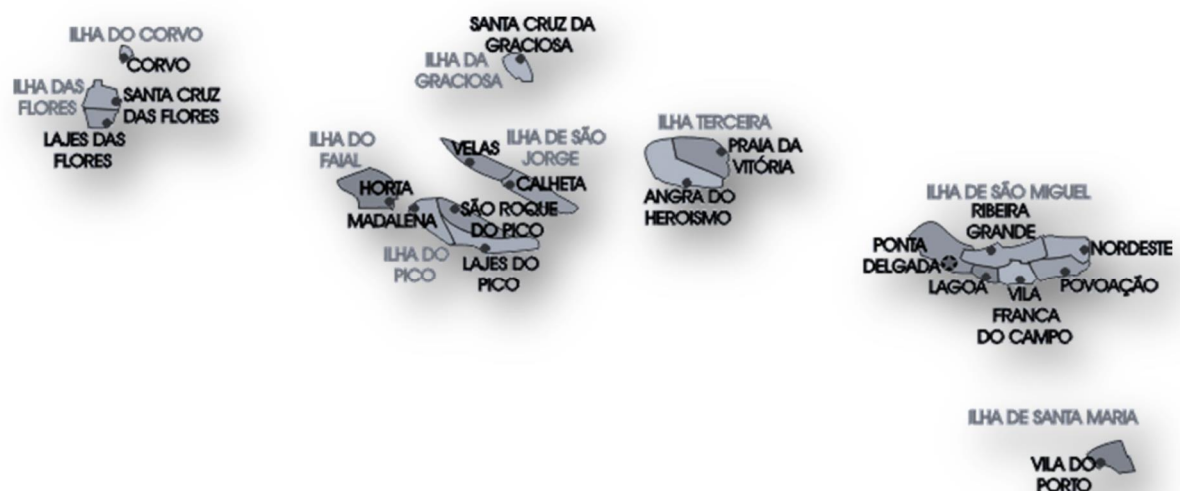 ILHA DO CORVO
CORVO
ILHA DAS
FLORES
SANTA CRUZ
DAS FLORES
LAJES DAS
FLORES
SANTA CRUZ DA
GRACIOSA
ILHA DA
GRACIOSA
ILHA DO
FAIAL
HORTA
VELAS
ILHA DE SÃO
JORGE
CALHETA
MADALENA
SÃO ROQUE
DO PICO
ILHA DO
PICO
LAJES DO
PICO
ILHA TERCEIRA
PRAIA DA
VITÓRIA
ANGRA DO
HEROISMO
ILHA DE SÃO MIGUEL
RIBEIRA
GRANDE
PONTA
DELGADA
NORDESTE
LAGOA
VILA
FRANCA
DO CAMPO
POVOAÇÃO
ILHA DE SANTA MARIA
VILA DO
PORTO